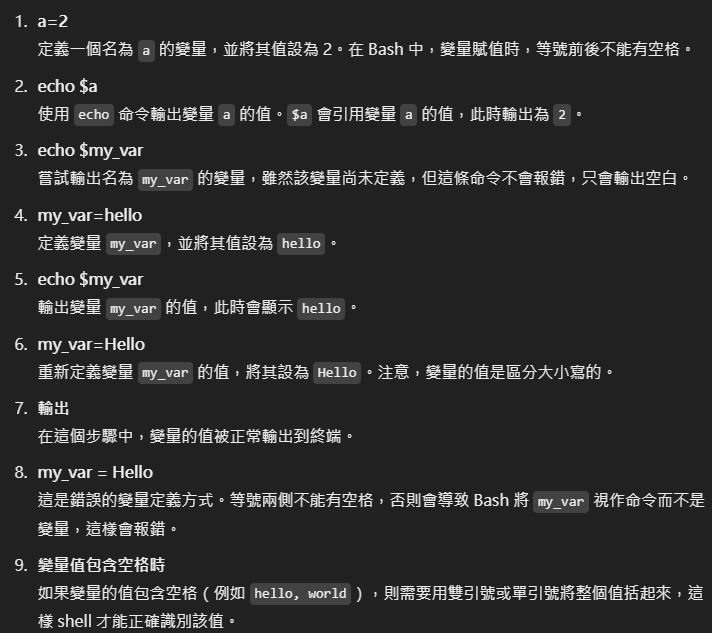 1. a=2
定義一個名為 a 的變量，並將其值設為 2。在 Bash 中，變量賦值時，等號前後不能有空格。
2. echo $a
使用 echo 命令輸出變量 a 的值。$a 會引用變量 a 的值，此時輸出為 2 。
3. echo $my_var
嘗試輸出名為 my_var 的變量，雖然該變量尚未定義，但這條命令不會報錯，只會輸出空白。
4. my_var=hello
定義變量 my_var ，並將其值設為 hello 。
5. echo $my_var
輸出變量 my_var 的值，此時會顯示 hello 。
6. my_var=Hello
重新定義變量 my_var 的值，將其設為 Hello 。注意，變量的值是區分大小寫的。
7. 輸出
在這個步驟中，變量的值被正常輸出到終端。
8. my_var = Hello
這是錯誤的變量定義方式。等號兩側不能有空格，否則會導致 Bash 將 my_var 視作命令而不是
變量，這樣會報錯。
9. 變量值包含空格時
如果變量的值包含空格（例如 hello, world ），則需要用雙引號或單引號將整個值括起來，這
樣 shell 才能正確識別該值。